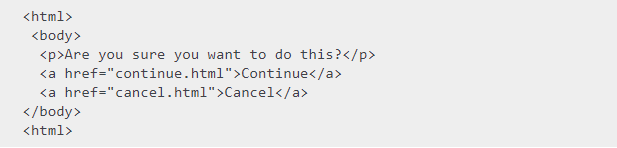 <html>
<body>
<p>Are you sure you want to do this?</p>
<a href="continue.html">Continue</a>
<a href="cancel.html">Cancel</a>
</body>
<html>